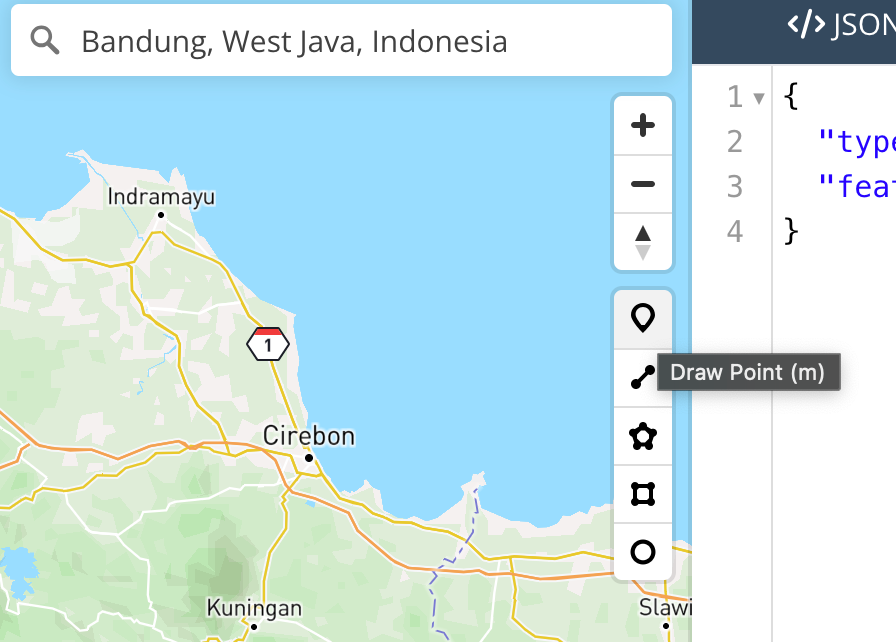 Bandung, West Java, Indonesia
</> JSON
1 {
2 "type
3 "feat
4 }
Indramayu
1
Draw Point (m)
Cirebon
Kuningan
Slawi